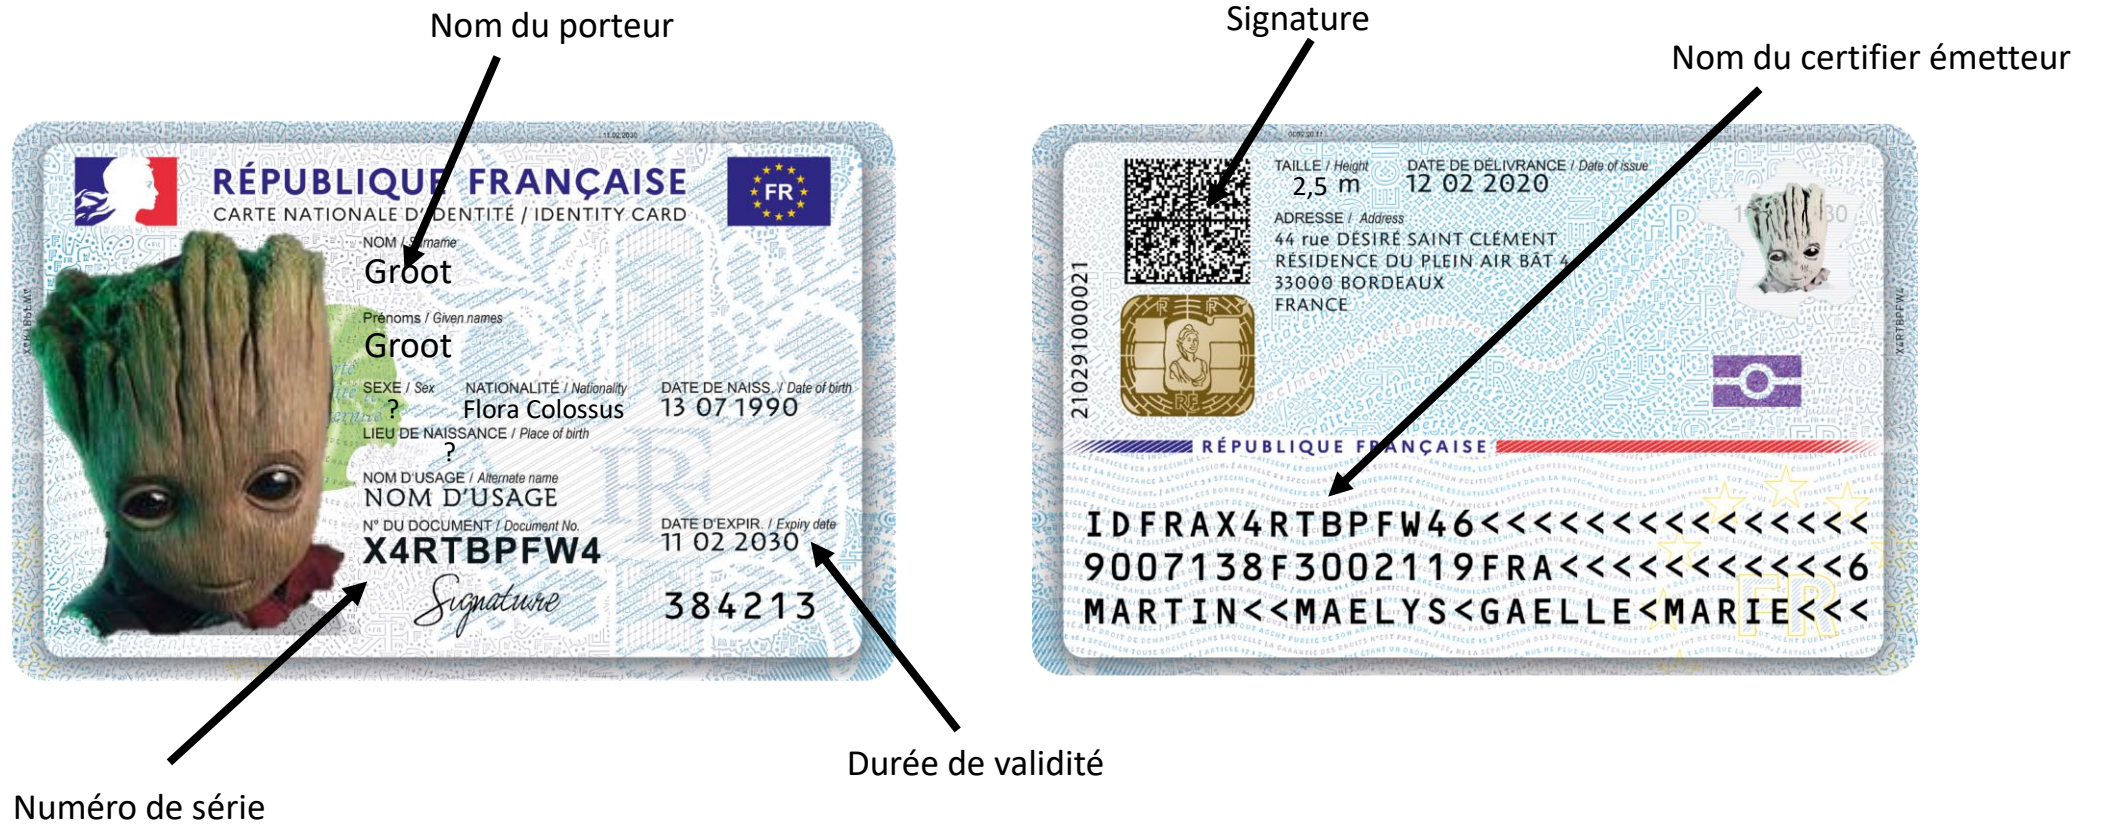 Nom du porteur
Signature
Nom du certifier émetteur
11 02 2030
RÉPUBLIQUE FRANÇAISE
FR
CARTE NATIONALE D'IDENTITÉ / IDENTITY CARD
NOM / Surname
Groot
Prénoms / Given names
Groot
SEXE / Sex NATIONALITÉ / Nationality DATE DE NAISS. / Date of birth
? Flora Colossus 13 07 1990
LIEU DE NAISSANCE / Place of birth
?
NOM D'USAGE / Alternate name
NOM D'USAGE
N° DU DOCUMENT / Document No. DATE D'EXPIR. / Expiry date
X4RTBPFW4 11 02 2030
Signature
384213
TAILLE / Height DATE DE DÉLIVRANCE / Date of issue
2,5 m 12 02 2020
ADRESSE / Address
44 rue DÉSIRÉ SAINT CLÉMENT
RÉSIDENCE DU PLEIN AIR BÂT 4
33000 BORDEAUX
FRANCE
210291000021
X4RTBPFW4
RÉPUBLIQUE FRANÇAISE
IDFRAX4RTBPFW46<<<<<<<<<<<<<<<
9007138F3002119FRA<<<<<<<<<<<6
MARTIN<<MAELYS<GAELLE<MARIE<<<
Durée de validité
Numéro de série